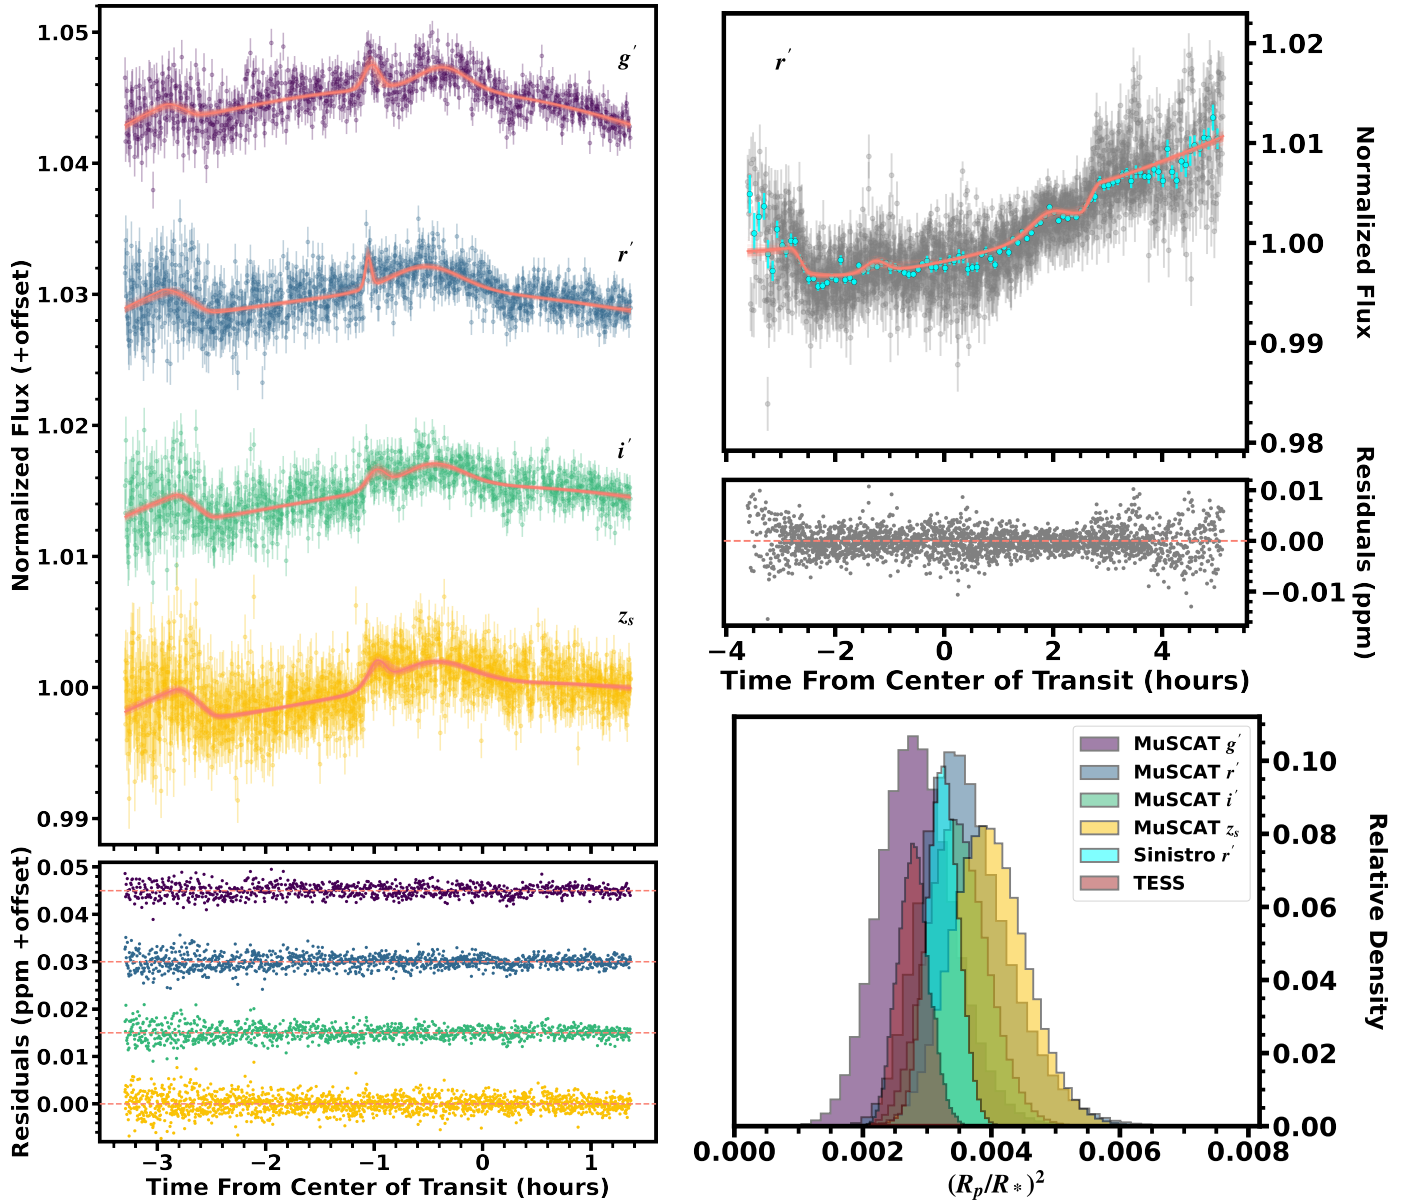 1.05
1.04
1.03
1.02
1.01
1.00
0.99
Normalized Flux (+offset)
g′
r′
i′
z_s
0.05
0.04
0.03
0.02
0.01
0.00
Residuals (ppm +offset)
−3 −2 −1 0 1
Time From Center of Transit (hours)
r′
1.02
1.01
1.00
0.99
0.98
Normalized Flux
0.01
0.00
−0.01
Residuals (ppm)
−4 −2 0 2 4
Time From Center of Transit (hours)
MuSCAT g′
MuSCAT r′
MuSCAT i′
MuSCAT z_s
Sinistro r′
TESS
0.10
0.08
0.06
0.04
0.02
0.00
Relative Density
0.000 0.002 0.004 0.006 0.008
(R_p/R_*)²